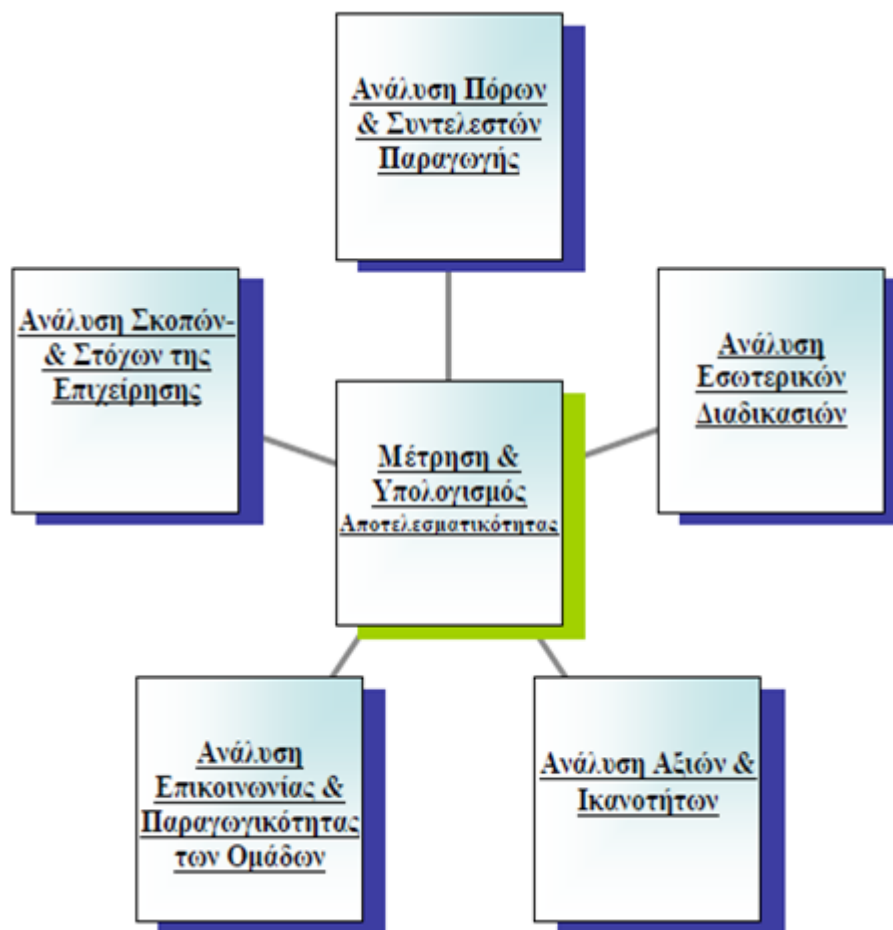 Ανάλυση Πόρων
& Συντελεστών
Παραγωγής
Ανάλυση Σκοπών-
& Στόχων της
Επιχείρησης
Ανάλυση
Εσωτερικών
Διαδικασιών
Μέτρηση &
Υπολογισμός
Αποτελεσματικότητας
Ανάλυση
Επικοινωνίας &
Παραγωγικότητας
των Ομάδων
Ανάλυση Αξιών &
Ικανοτήτων